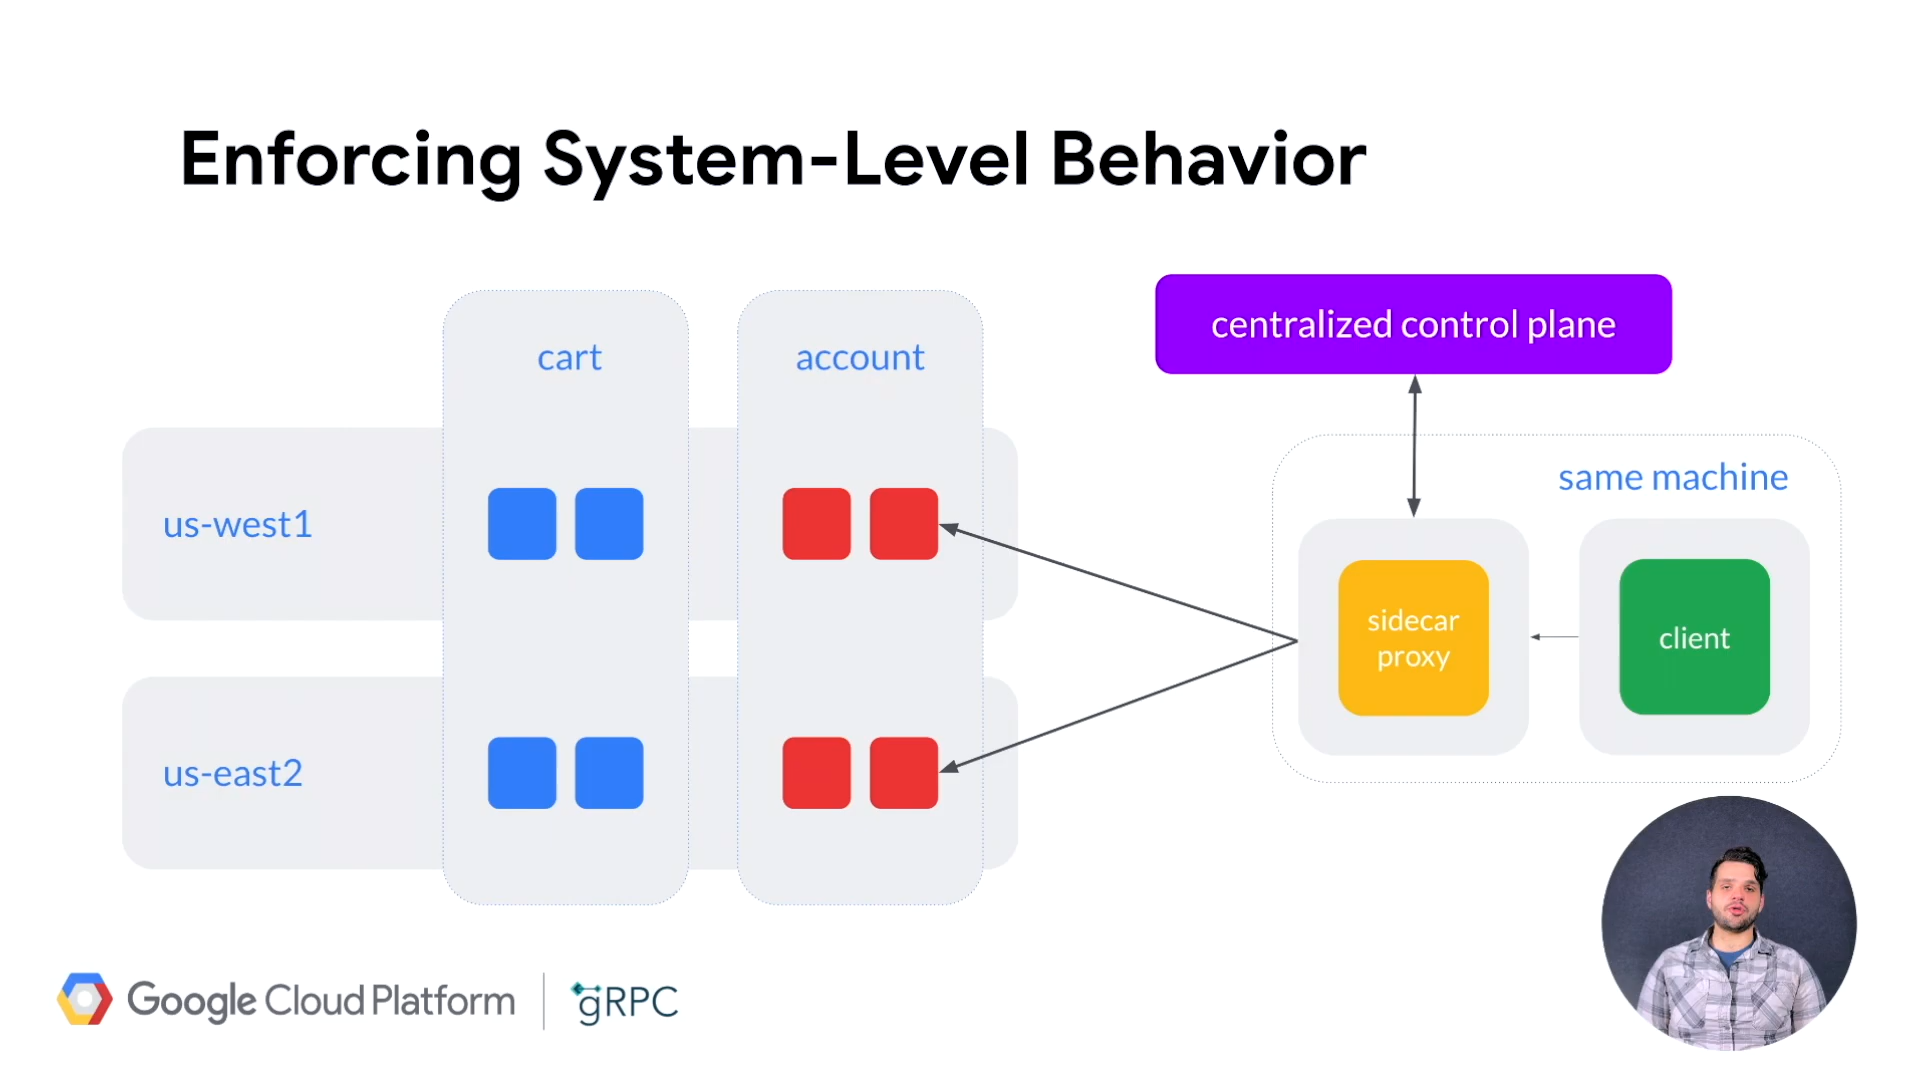 Enforcing System-Level Behavior
centralized control plane
cart
account
same machine
us-west1
sidecar
proxy
client
us-east2
Google Cloud Platform
gRPC